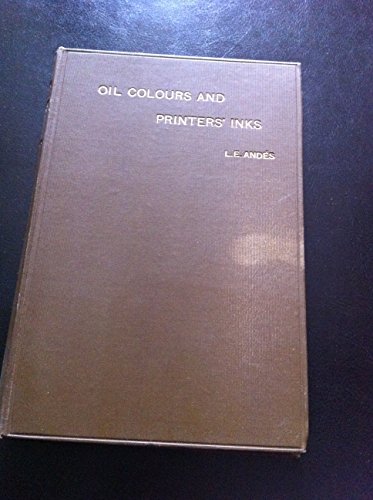 OIL COLOURS AND
PRINTERS' INKS
L.E.ANDÉS